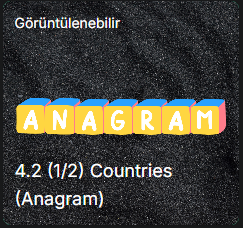 Görüntülenebilir
ANAGRAM
4.2 (1/2) Countries
(Anagram)